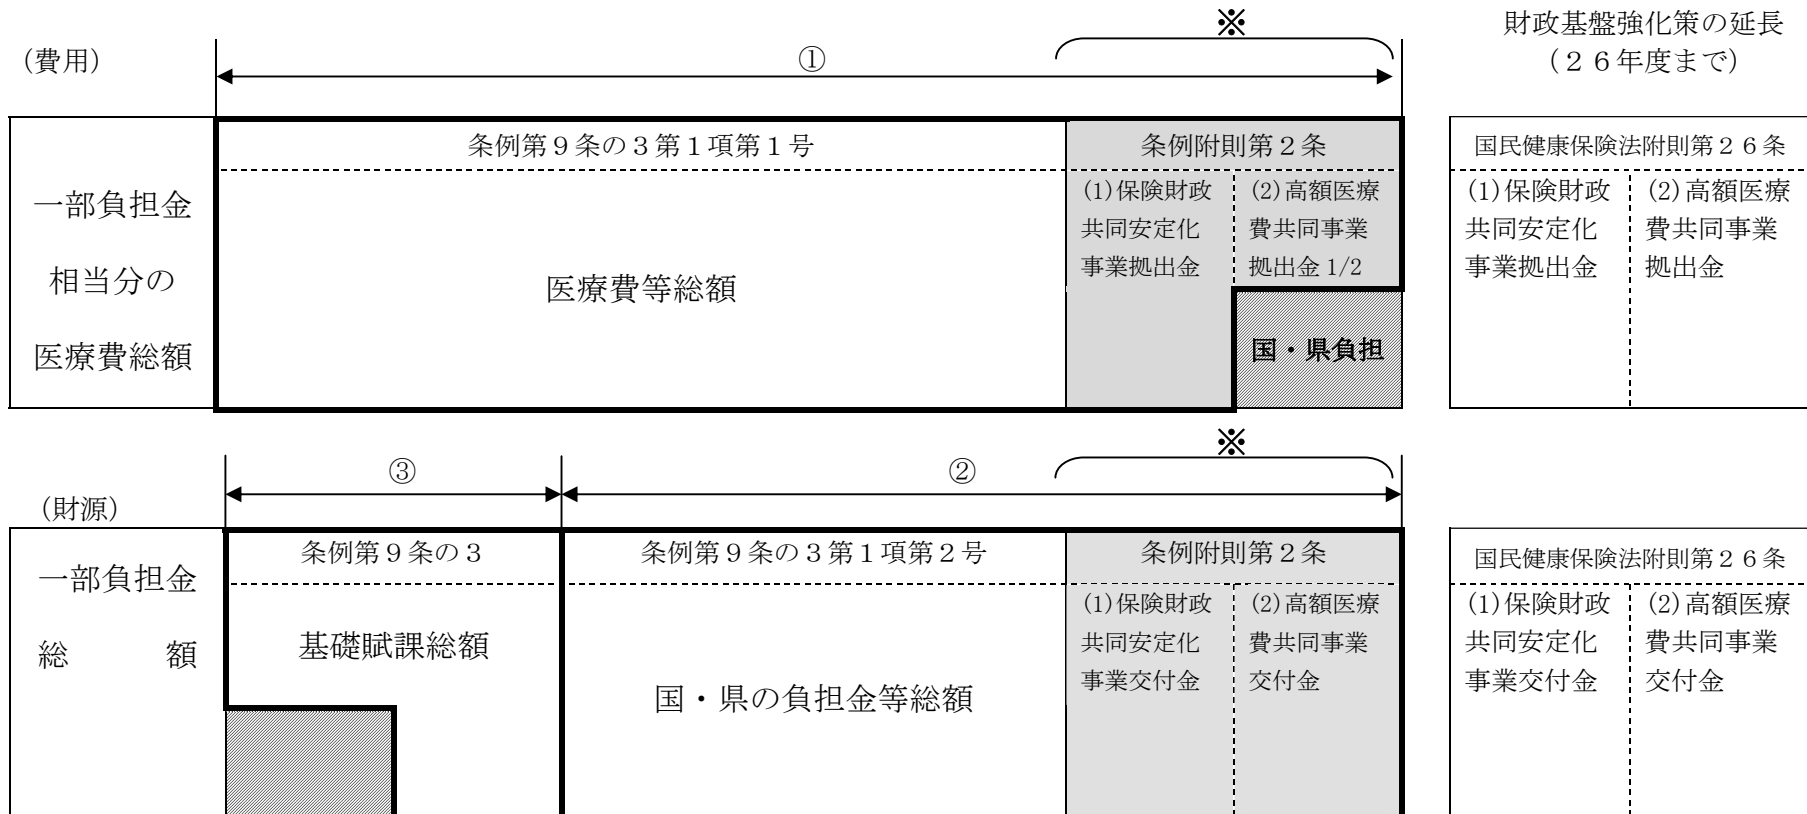 ※
財政基盤強化策の延長
（２６年度まで）
（費用）
①
条例第９条の３第１項第１号
条例附則第２条
国民健康保険法附則第２６条
一部負担金
相当分の
医療費総額
医療費等総額
(1)保険財政
共同安定化
事業拠出金
(2)高額医療
費共同事業
拠出金 1/2
国・県負担
(1)保険財政
共同安定化
事業拠出金
(2)高額医療
費共同事業
拠出金
※
③
②
（財源）
一部負担金
総　　　額
条例第９条の３
基礎賦課総額
条例第９条の３第１項第２号
国・県の負担金等総額
条例附則第２条
(1)保険財政
共同安定化
事業交付金
(2)高額医療
費共同事業
交付金
国民健康保険法附則第２６条
(1)保険財政
共同安定化
事業交付金
(2)高額医療
費共同事業
交付金